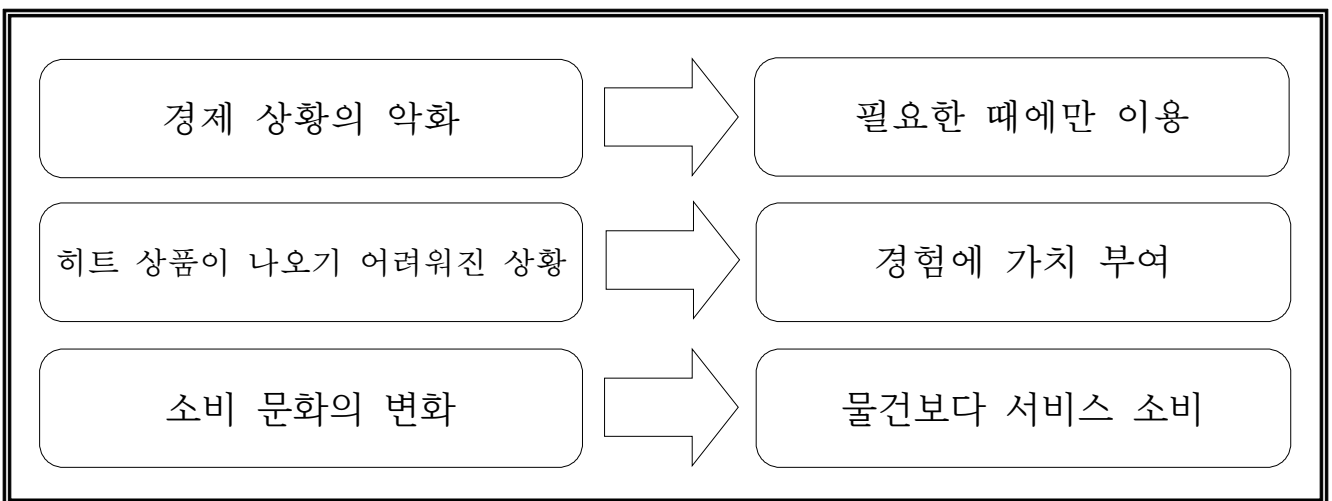 경제 상황의 악화
필요한 때에만 이용
히트 상품이 나오기 어려워진 상황
경험에 가치 부여
소비 문화의 변화
물건보다 서비스 소비